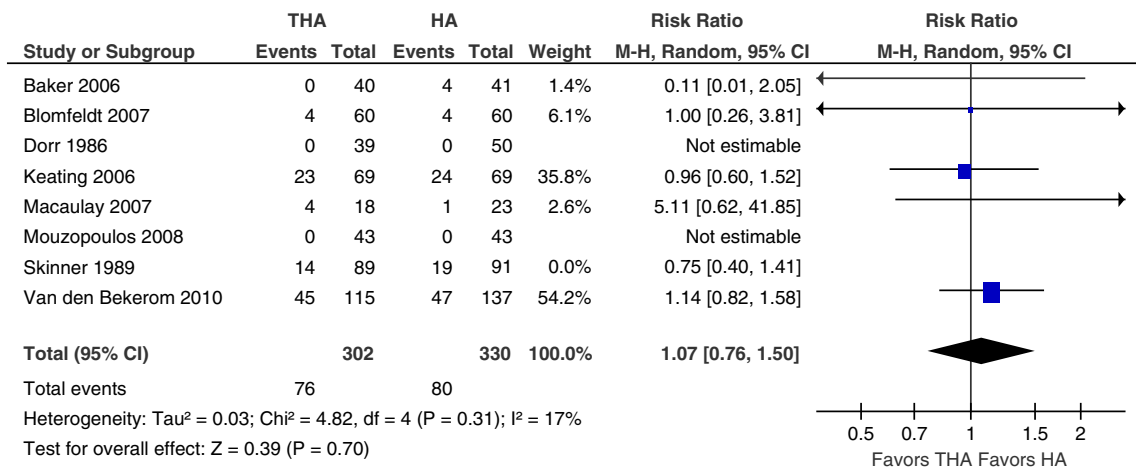 THA HA Risk Ratio Risk Ratio
Study or Subgroup Events Total Events Total Weight M-H, Random, 95% CI M-H, Random, 95% CI
Baker 2006 0 40 4 41 1.4% 0.11 [0.01, 2.05]
Blomfeldt 2007 4 60 4 60 6.1% 1.00 [0.26, 3.81]
Dorr 1986 0 39 0 50 Not estimable
Keating 2006 23 69 24 69 35.8% 0.96 [0.60, 1.52]
Macaulay 2007 4 18 1 23 2.6% 5.11 [0.62, 41.85]
Mouzopoulos 2008 0 43 0 43 Not estimable
Skinner 1989 14 89 19 91 0.0% 0.75 [0.40, 1.41]
Van den Bekerom 2010 45 115 47 137 54.2% 1.14 [0.82, 1.58]
Total (95% CI) 302 330 100.0% 1.07 [0.76, 1.50]
Total events 76 80
Heterogeneity: Tau² = 0.03; Chi² = 4.82, df = 4 (P = 0.31); I² = 17%
Test for overall effect: Z = 0.39 (P = 0.70)
0.5 0.7 1 1.5 2
Favors THA Favors HA